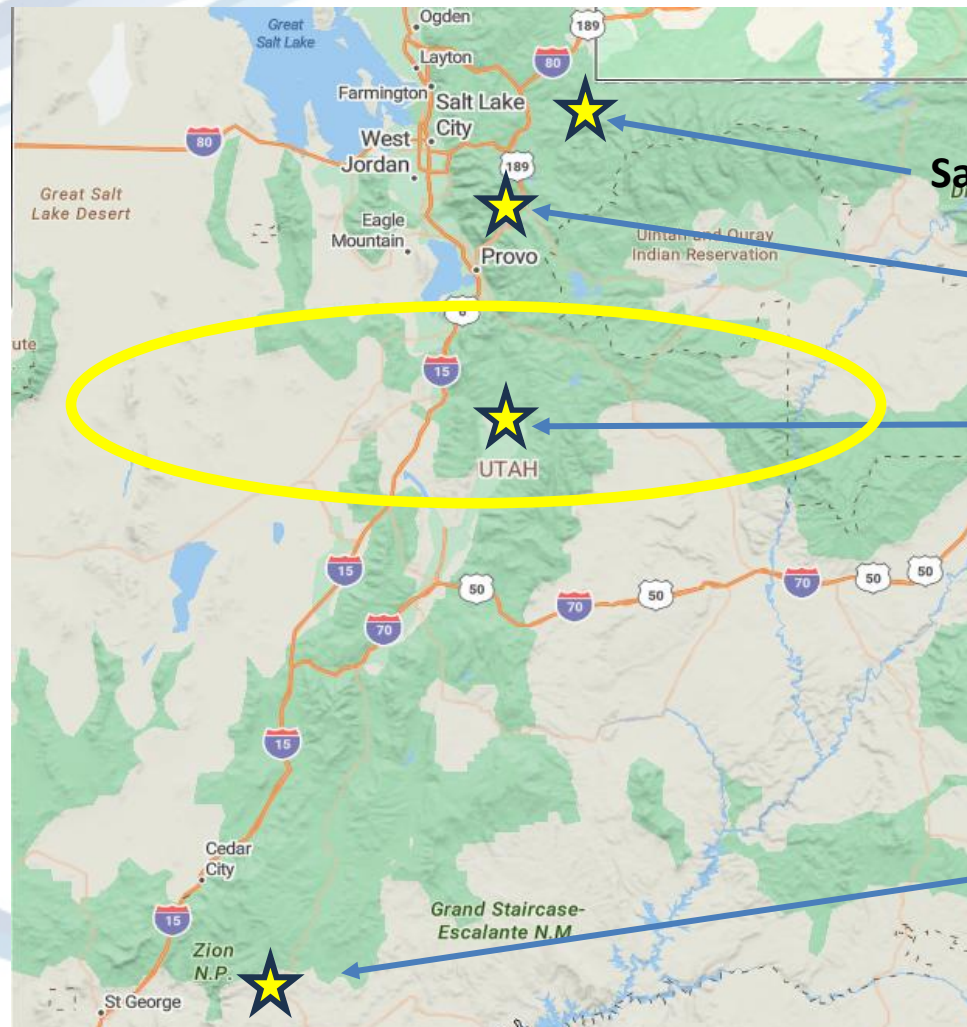 Ogden
189
Great
Salt Lake
Layton
80
Farmington
Salt Lake
City
80
West
Jordan
189
Sa
Great Salt
Lake Desert
Eagle
Mountain
Uintah and Ouray
Indian Reservation
Provo
6
ute
15
UTAH
15
50
70
50
70
50
50
70
15
Cedar
City
15
Grand Staircase-
Escalante N.M
Zion
N.P.
St George